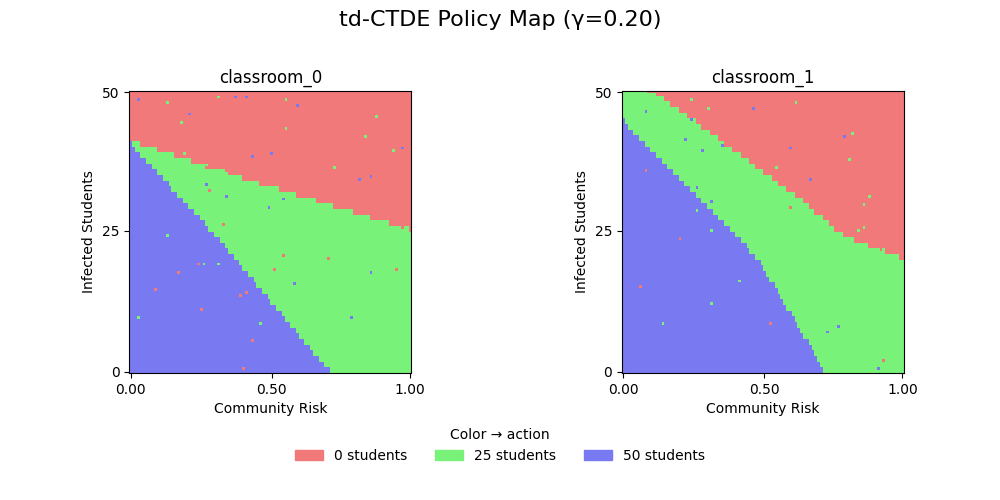 td-CTDE Policy Map (γ=0.20)
classroom_0
classroom_1
50
25
0
Infected Students
0.00 0.50 1.00
Community Risk
50
25
0
Infected Students
0.00 0.50 1.00
Community Risk
Color → action
0 students 25 students 50 students